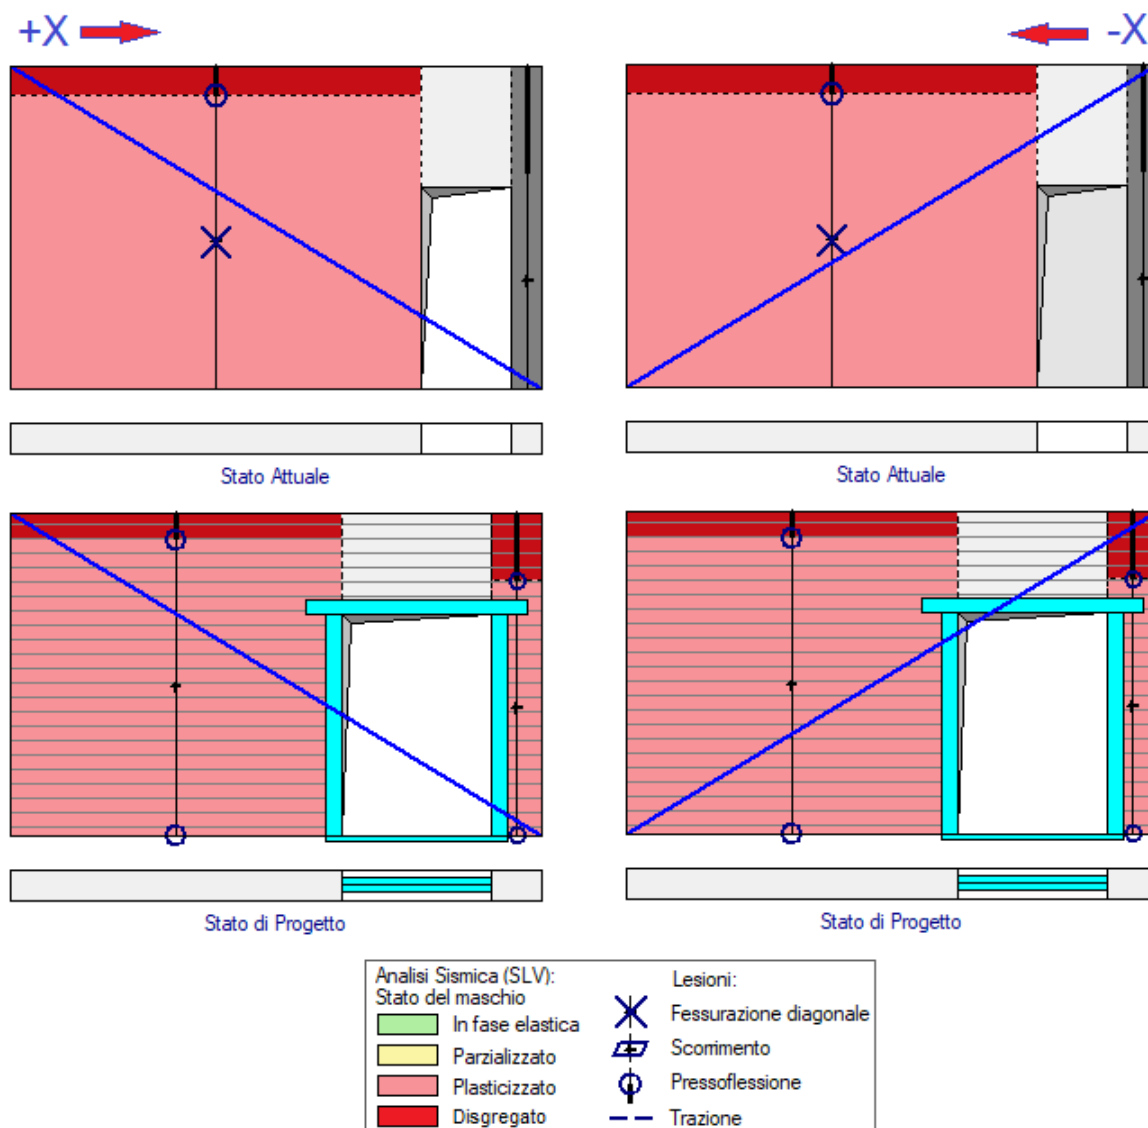 +X
-X
Stato Attuale
Stato Attuale
Stato di Progetto
Stato di Progetto
Analisi Sismica (SLV):
Stato del maschio
In fase elastica
Parzializzato
Plasticizzato
Disgregato
Lesioni:
Fessurazione diagonale
Scorrimento
Pressoflessione
Trazione